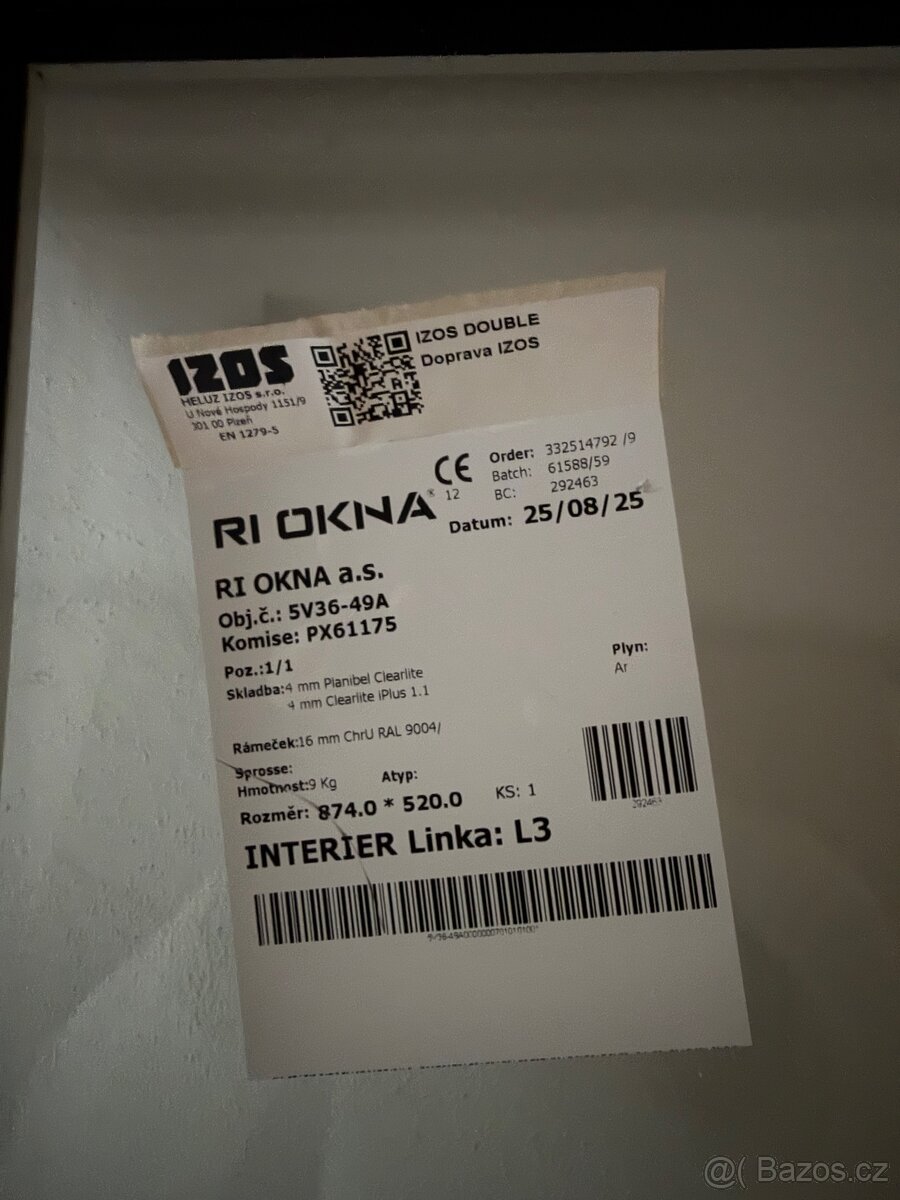 IZOS
HELUZ IZOS s.r.o.
U Nové Hospody 1151/9
301 00 Plzeň
EN 1279-5
IZOS DOUBLE
Doprava IZOS
RI OKNA®
CE
12
Order: 332514792 /9
Batch: 61588/59
BC: 292463
Datum: 25/08/25
RI OKNA a.s.
Obj.č.: 5V36-49A
Komise: PX61175
Poz.:1/1
Skladba:4 mm Planibel Clearlite
4 mm Clearlite iPlus 1.1
Plyn:
Ar
Rámeček:16 mm ChrU RAL 9004/
Sprosse:
Hmotnost:9 Kg Atyp:
Rozměr: 874.0 * 520.0 KS: 1
292463
INTERIER Linka: L3
@( Bazos.cz